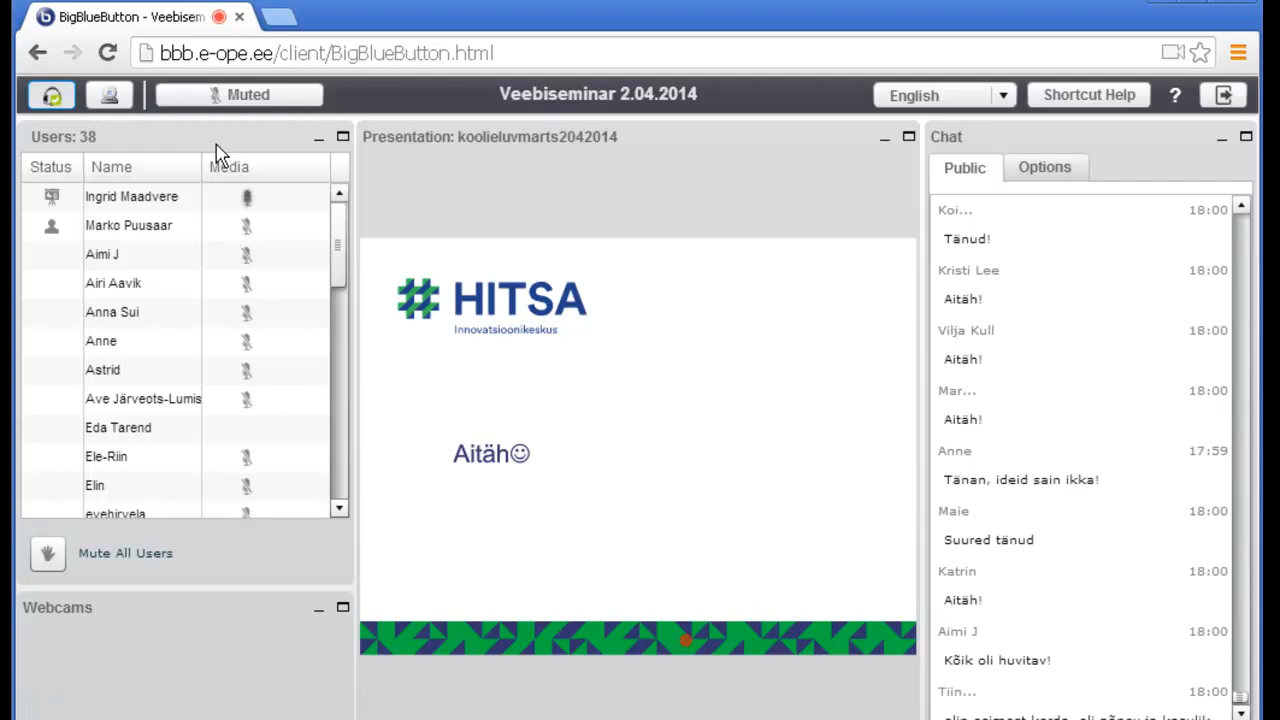 BigBlueButton - Veebisem
bbb.e-ope.ee/client/BigBlueButton.html
Muted
Veebiseminar 2.04.2014
English
Shortcut Help
?
Users: 38
Status Name Media
Ingrid Maadvere
Marko Puusaar
Aimi J
Airi Aavik
Anna Sui
Anne
Astrid
Ave Järveots-Lumis
Eda Tarend
Ele-Riin
Elin
evehirvela
Mute All Users
Webcams
Presentation: koolieluvmarts2042014
HITSA
Innovatsioonikeskus
Aitäh☺
Chat
Public Options
Koi... 18:00
Tänud!
Kristi Lee 18:00
Aitäh!
Vilja Kull 18:00
Aitäh!
Mar... 18:00
Aitäh!
Anne 17:59
Tänan, ideid sain ikka!
Maie 18:00
Suured tänud
Katrin 18:00
Aitäh!
Aimi J 18:00
Kõik oli huvitav!
Tiin... 18:00